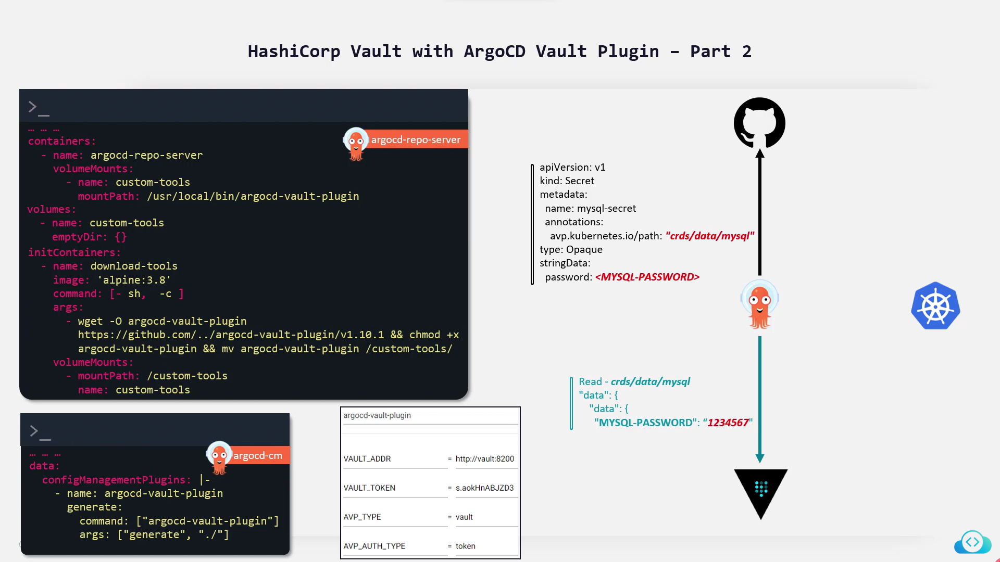 HashiCorp Vault with ArgoCD Vault Plugin – Part 2
>_
… … …
argocd-repo-server
containers:
  - name: argocd-repo-server
    volumeMounts:
      - name: custom-tools
        mountPath: /usr/local/bin/argocd-vault-plugin
volumes:
  - name: custom-tools
    emptyDir: {}
initContainers:
  - name: download-tools
    image: 'alpine:3.8'
    command: [- sh,  -c ]
    args:
      - wget -O argocd-vault-plugin
        https://github.com/../argocd-vault-plugin/v1.10.1 && chmod +x
        argocd-vault-plugin && mv argocd-vault-plugin /custom-tools/
    volumeMounts:
      - mountPath: /custom-tools
        name: custom-tools
>_
… … …
argocd-cm
data:
  configManagementPlugins: |-
    - name: argocd-vault-plugin
      generate:
        command: ["argocd-vault-plugin"]
        args: ["generate", "./"]
argocd-vault-plugin
VAULT_ADDR = http://vault:8200
VAULT_TOKEN = s.aokHnABJZD3
AVP_TYPE = vault
AVP_AUTH_TYPE = token
apiVersion: v1
kind: Secret
metadata:
  name: mysql-secret
  annotations:
    avp.kubernetes.io/path: "crds/data/mysql"
type: Opaque
stringData:
  password: <MYSQL-PASSWORD>
Read - crds/data/mysql
"data": {
  "data": {
    "MYSQL-PASSWORD": “1234567"